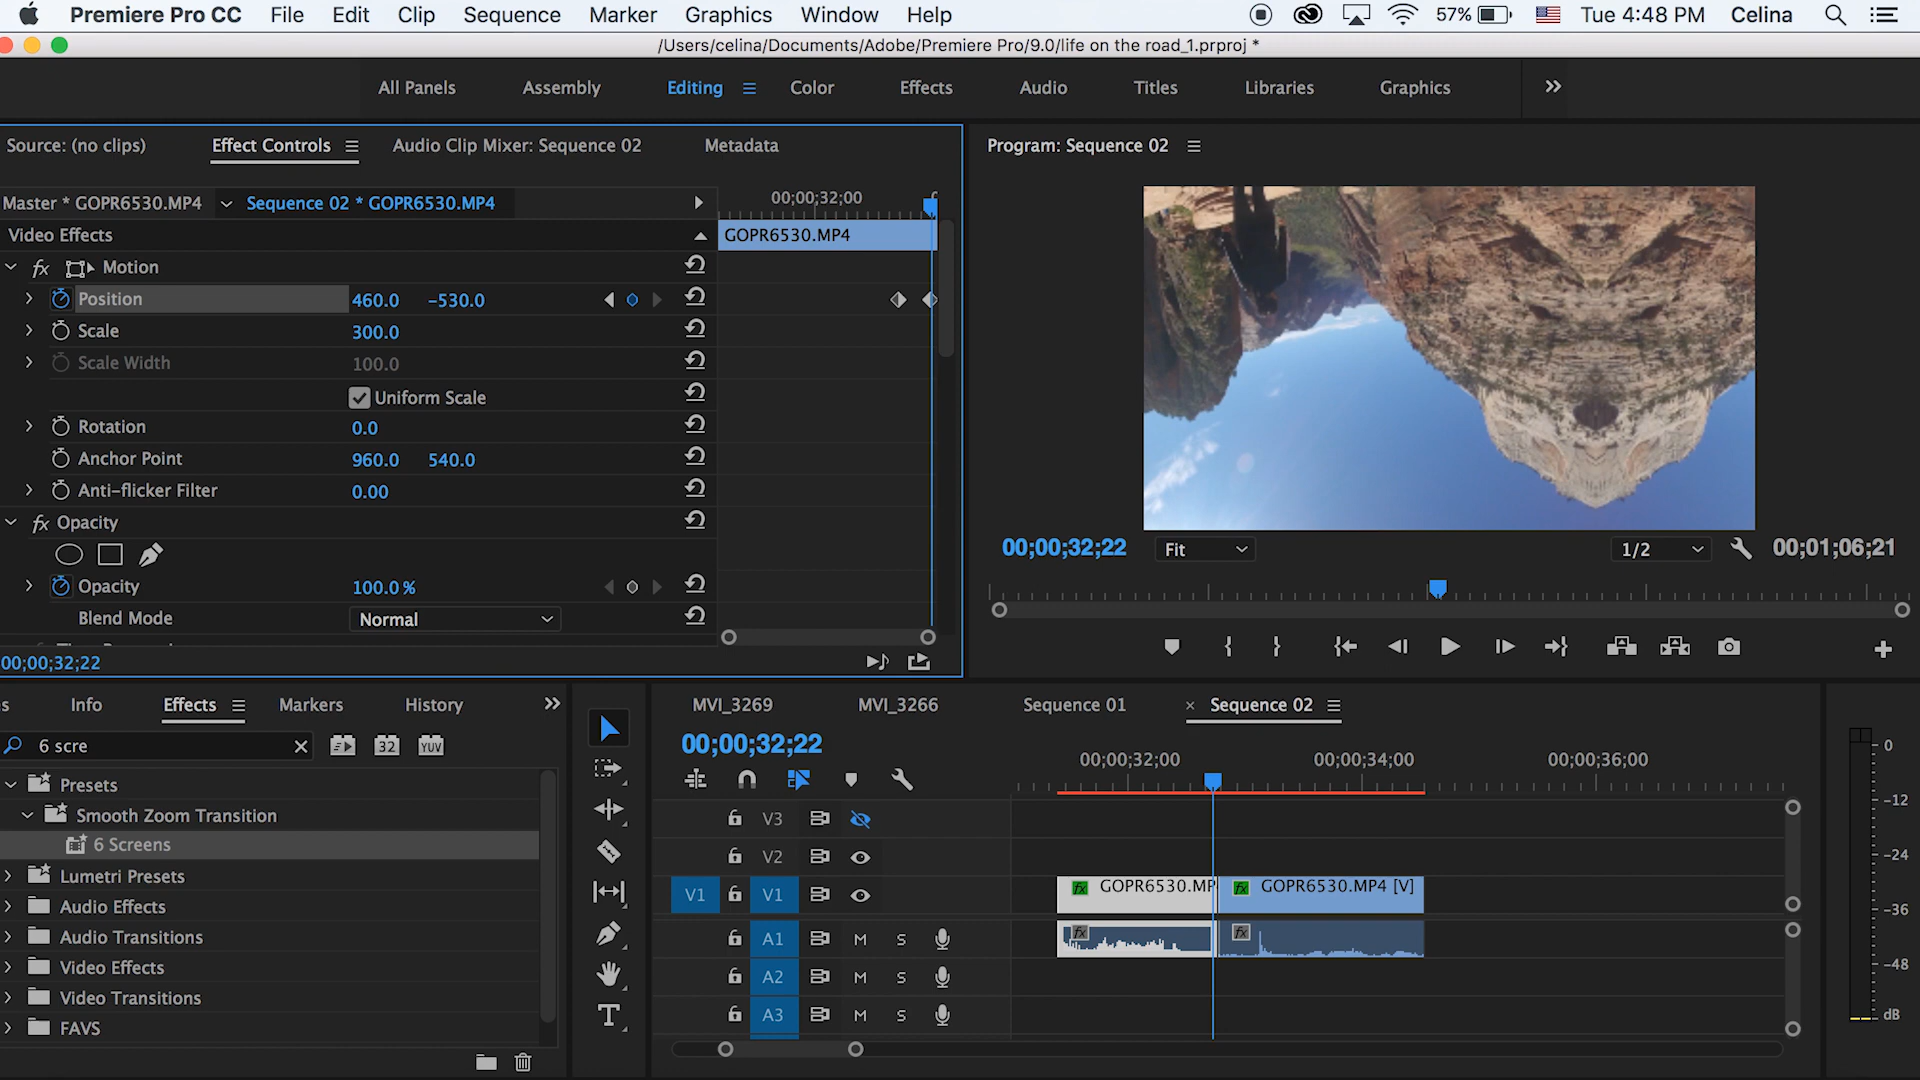 Premiere Pro CC File Edit Clip Sequence Marker Graphics Window Help 57% Tue 4:48 PM Celina
/Users/celina/Documents/Adobe/Premiere Pro/9.0/life on the road_1.prproj *
All Panels Assembly Editing Color Effects Audio Titles Libraries Graphics
Source: (no clips) Effect Controls Audio Clip Mixer: Sequence 02 Metadata
Master * GOPR6530.MP4 Sequence 02 * GOPR6530.MP4
00;00;32;00
Video Effects
GOPR6530.MP4
fx Motion
Position 460.0 -530.0
Scale 300.0
Scale Width 100.0
Uniform Scale
Rotation 0.0
Anchor Point 960.0 540.0
Anti-flicker Filter 0.00
fx Opacity
Opacity 100.0 %
Blend Mode Normal
00;00;32;22
Program: Sequence 02
00;00;32;22 Fit 1/2 00;01;06;21
Info Effects Markers History
6 scre
32 YUV
Presets
Smooth Zoom Transition
6 Screens
Lumetri Presets
Audio Effects
Audio Transitions
Video Effects
Video Transitions
FAVS
MVI_3269 MVI_3266 Sequence 01 × Sequence 02
00;00;32;22
00;00;32;00 00;00;34;00 00;00;36;00
V3
V2
V1 V1 fx GOPR6530.MP fx GOPR6530.MP4 [V]
A1 M S fx fx
A2 M S
A3 M S
0
-12
-24
-36
-48
dB